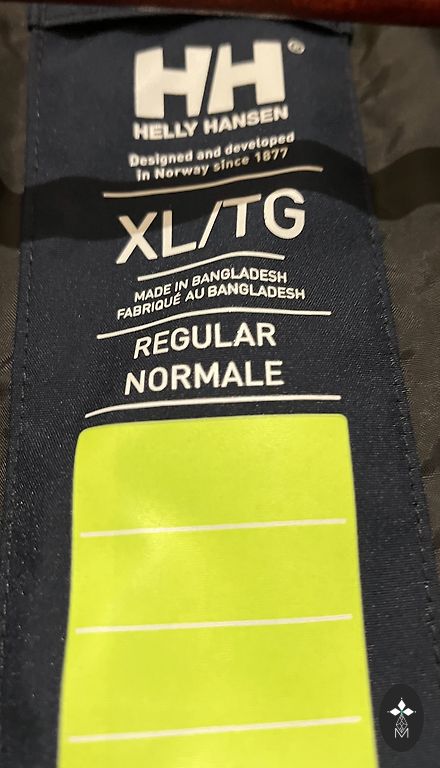 HH®
HELLY HANSEN
Designed and developed
in Norway since 1877
XL/TG
MADE IN BANGLADESH
FABRIQUÉ AU BANGLADESH
REGULAR
NORMALE
M